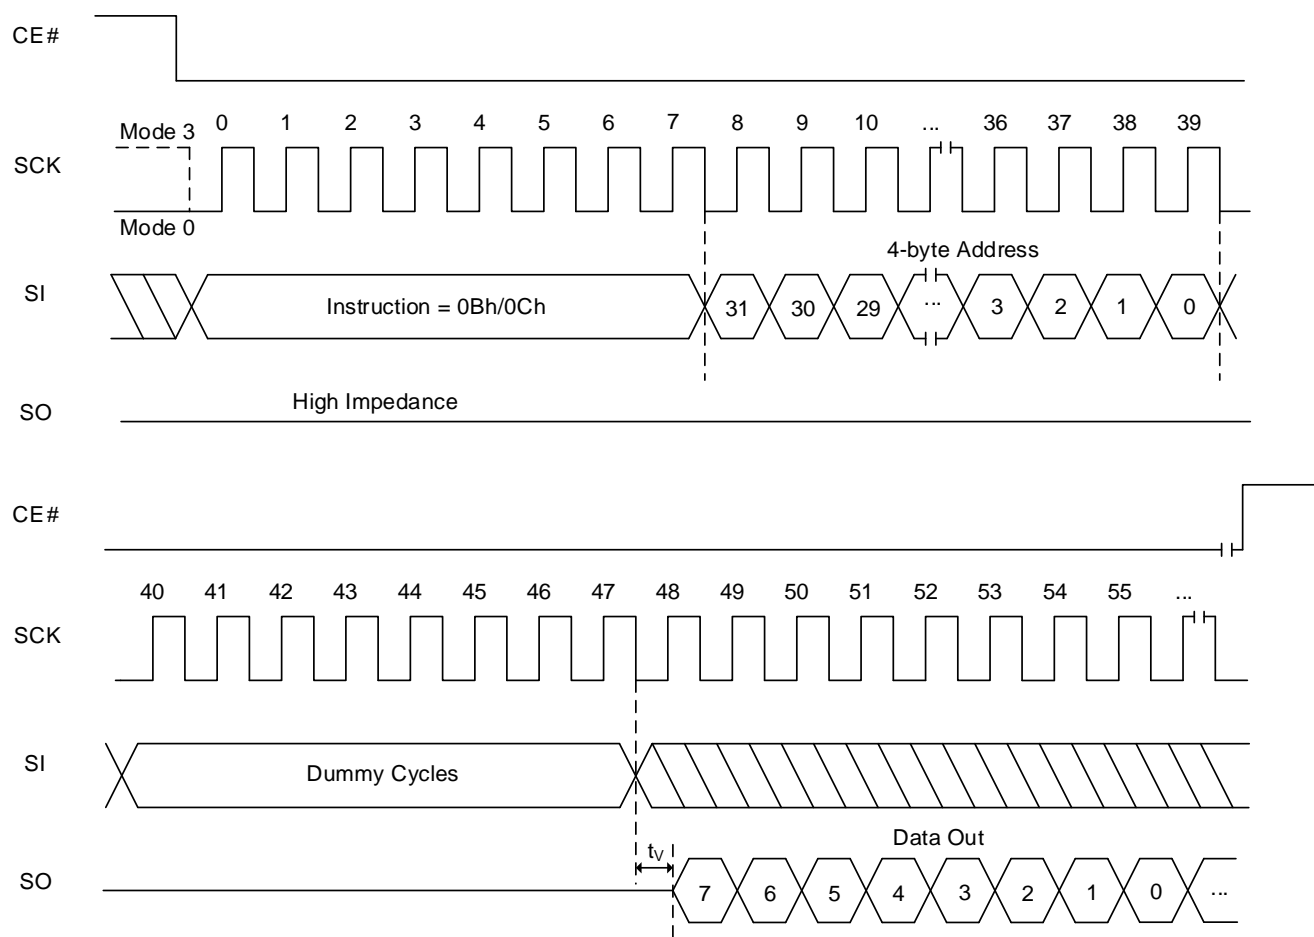 CE#
Mode 3 0 1 2 3 4 5 6 7 8 9 10 ... 36 37 38 39
SCK
Mode 0
4-byte Address
SI Instruction = 0Bh/0Ch 31 30 29 ... 3 2 1 0
SO High Impedance
CE#
40 41 42 43 44 45 46 47 48 49 50 51 52 53 54 55 ...
SCK
SI Dummy Cycles
Data Out
tV
SO 7 6 5 4 3 2 1 0 ...